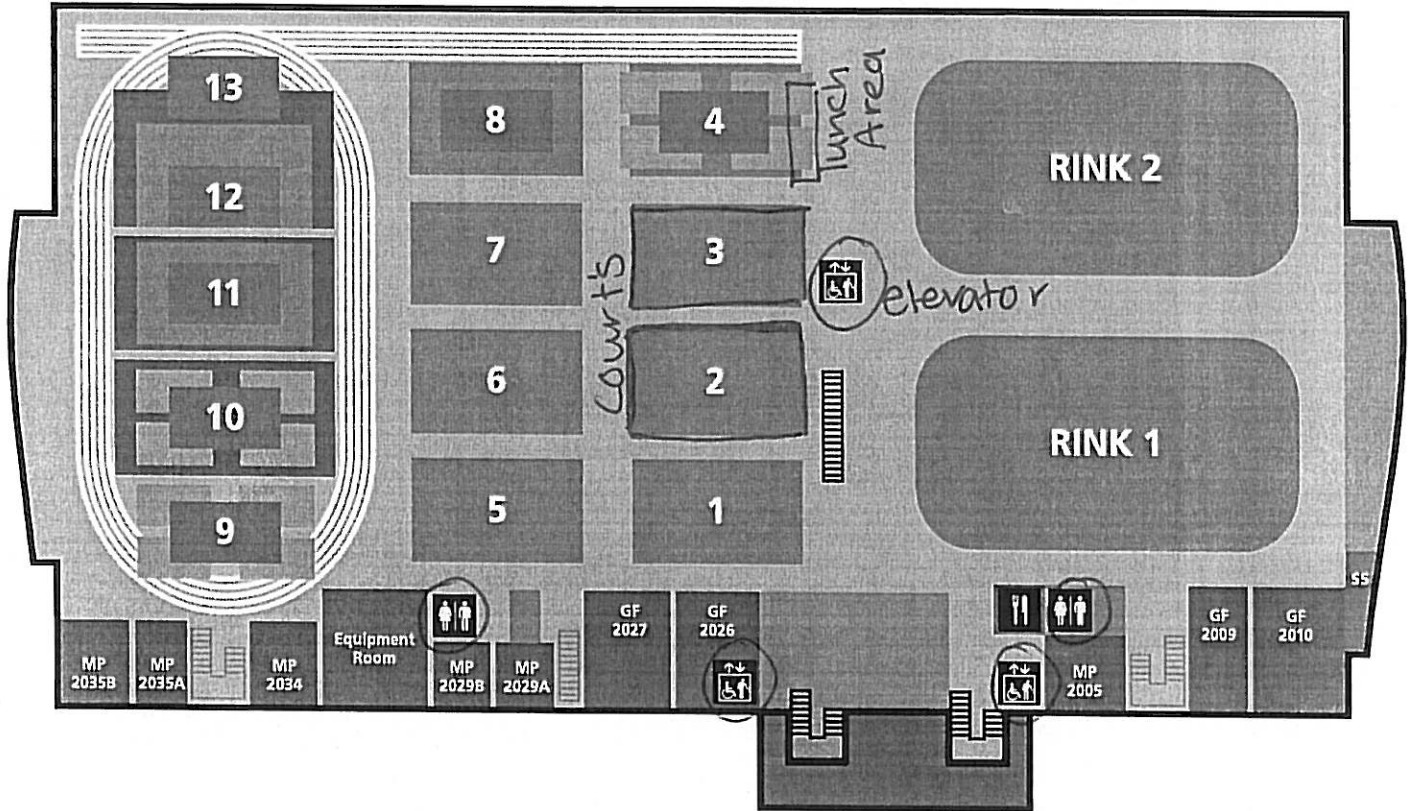 13
8
4
lunch
Area
RINK 2
12
7
3
Court's
elevator
11
6
2
10
RINK 1
5
1
9
SS
MP
2035B
MP
2035A
MP
2034
Equipment
Room
MP
2029B
MP
2029A
GF
2027
GF
2026
MP
2005
GF
2009
GF
2010